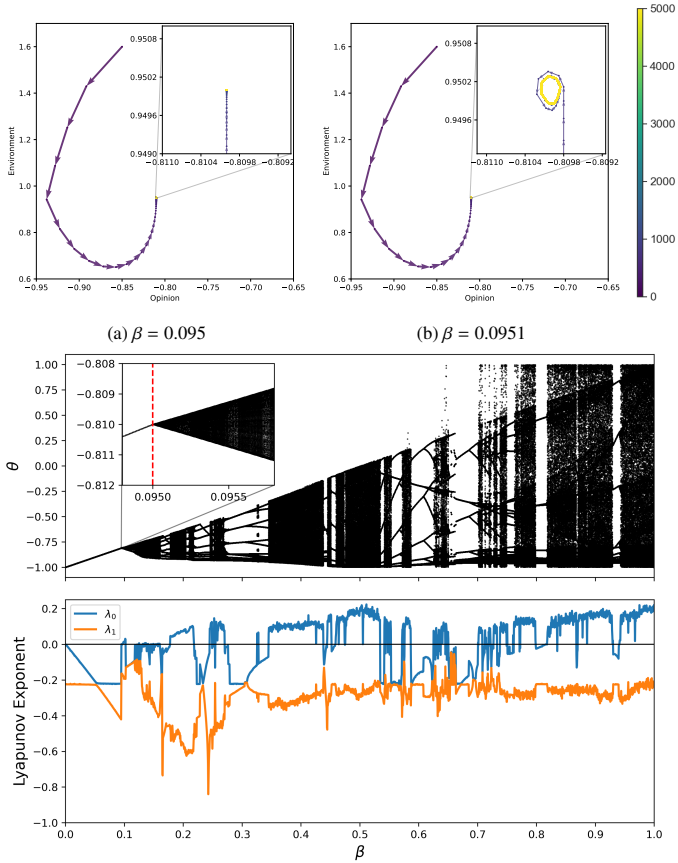 1.6
1.4
1.2
1.0
0.8
0.6
Environment
−0.95 −0.90 −0.85 −0.80 −0.75 −0.70 −0.65
Opinion
0.9508
0.9502
0.9496
0.9490
−0.8110 −0.8104 −0.8098 −0.8092
1.6
1.4
1.2
1.0
0.8
0.6
Environment
−0.95 −0.90 −0.85 −0.80 −0.75 −0.70 −0.65
Opinion
0.9508
0.9502
0.9496
−0.8110 −0.8104 −0.8098 −0.8092
5000
4000
3000
2000
1000
0
(a) β = 0.095
(b) β = 0.0951
1.00
0.75
0.50
0.25
0.00
−0.25
−0.50
−0.75
−1.00
θ
−0.808
−0.809
−0.810
−0.811
−0.812
0.0950 0.0955
0.2
0.0
−0.2
−0.4
−0.6
−0.8
−1.0
Lyapunov Exponent
λ₀
λ₁
0.0 0.1 0.2 0.3 0.4 0.5 0.6 0.7 0.8 0.9 1.0
β